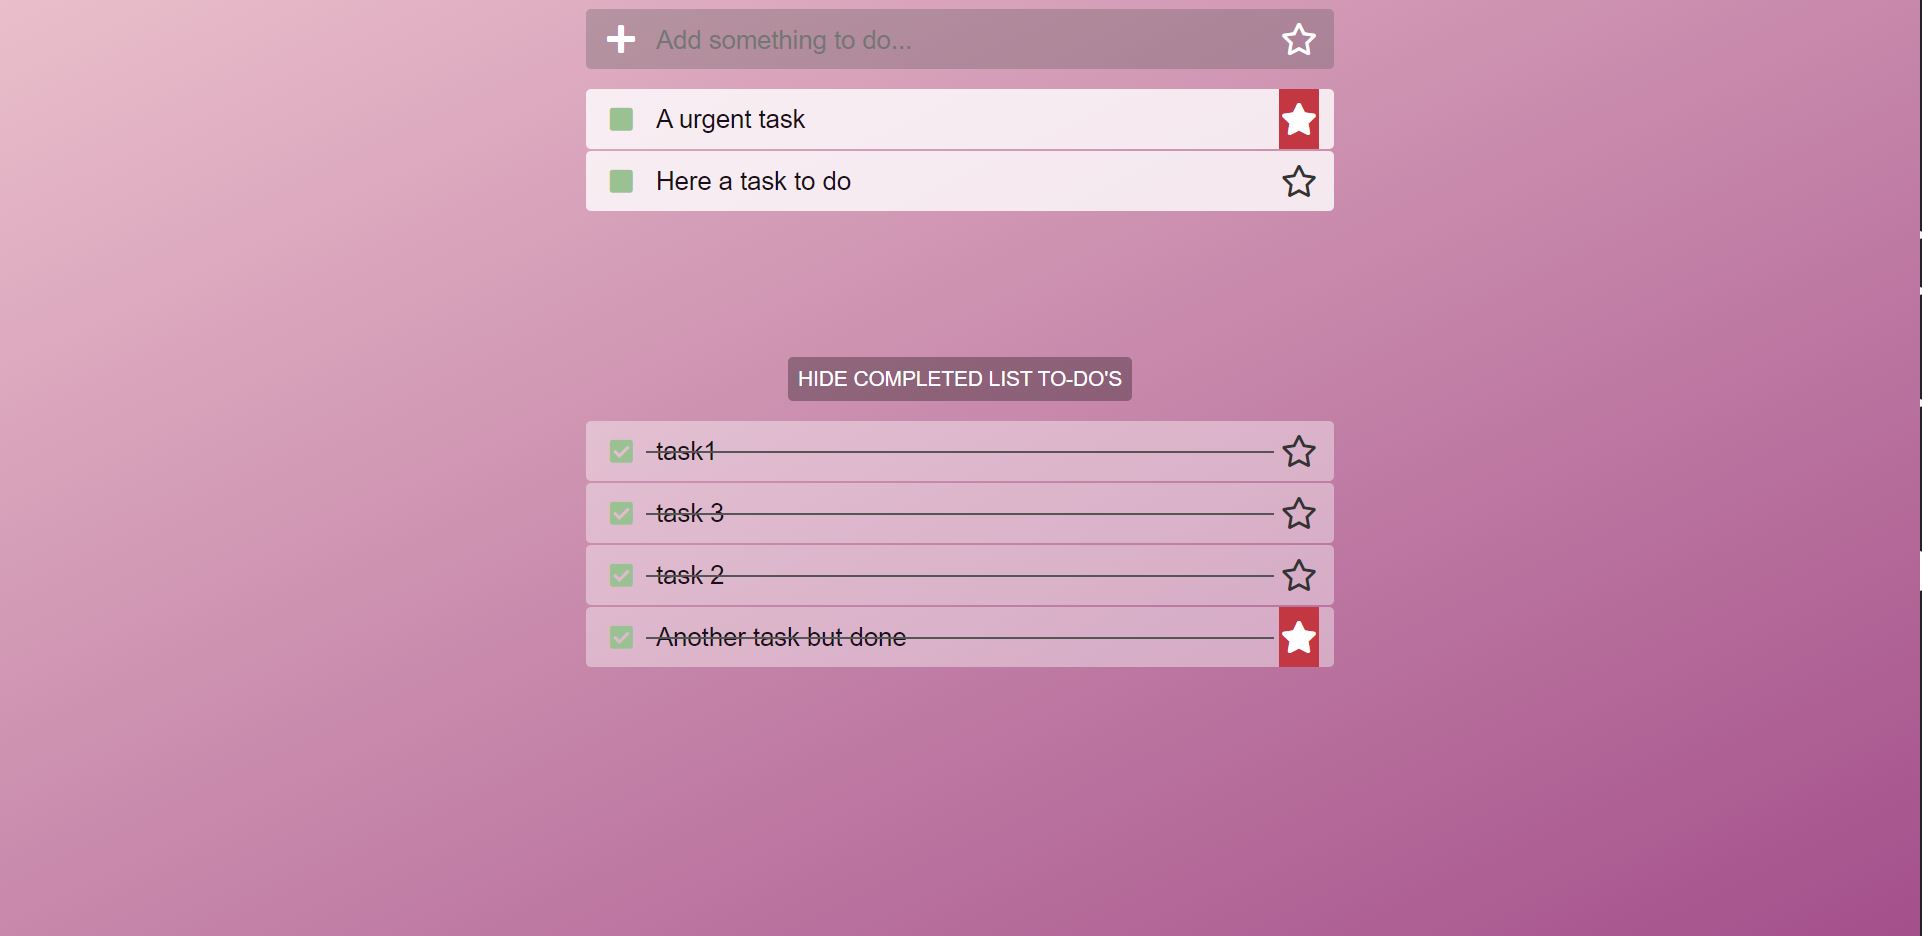 Add something to do...
A urgent task
Here a task to do
HIDE COMPLETED LIST TO-DO'S
task1
task 3
task 2
Another task but done